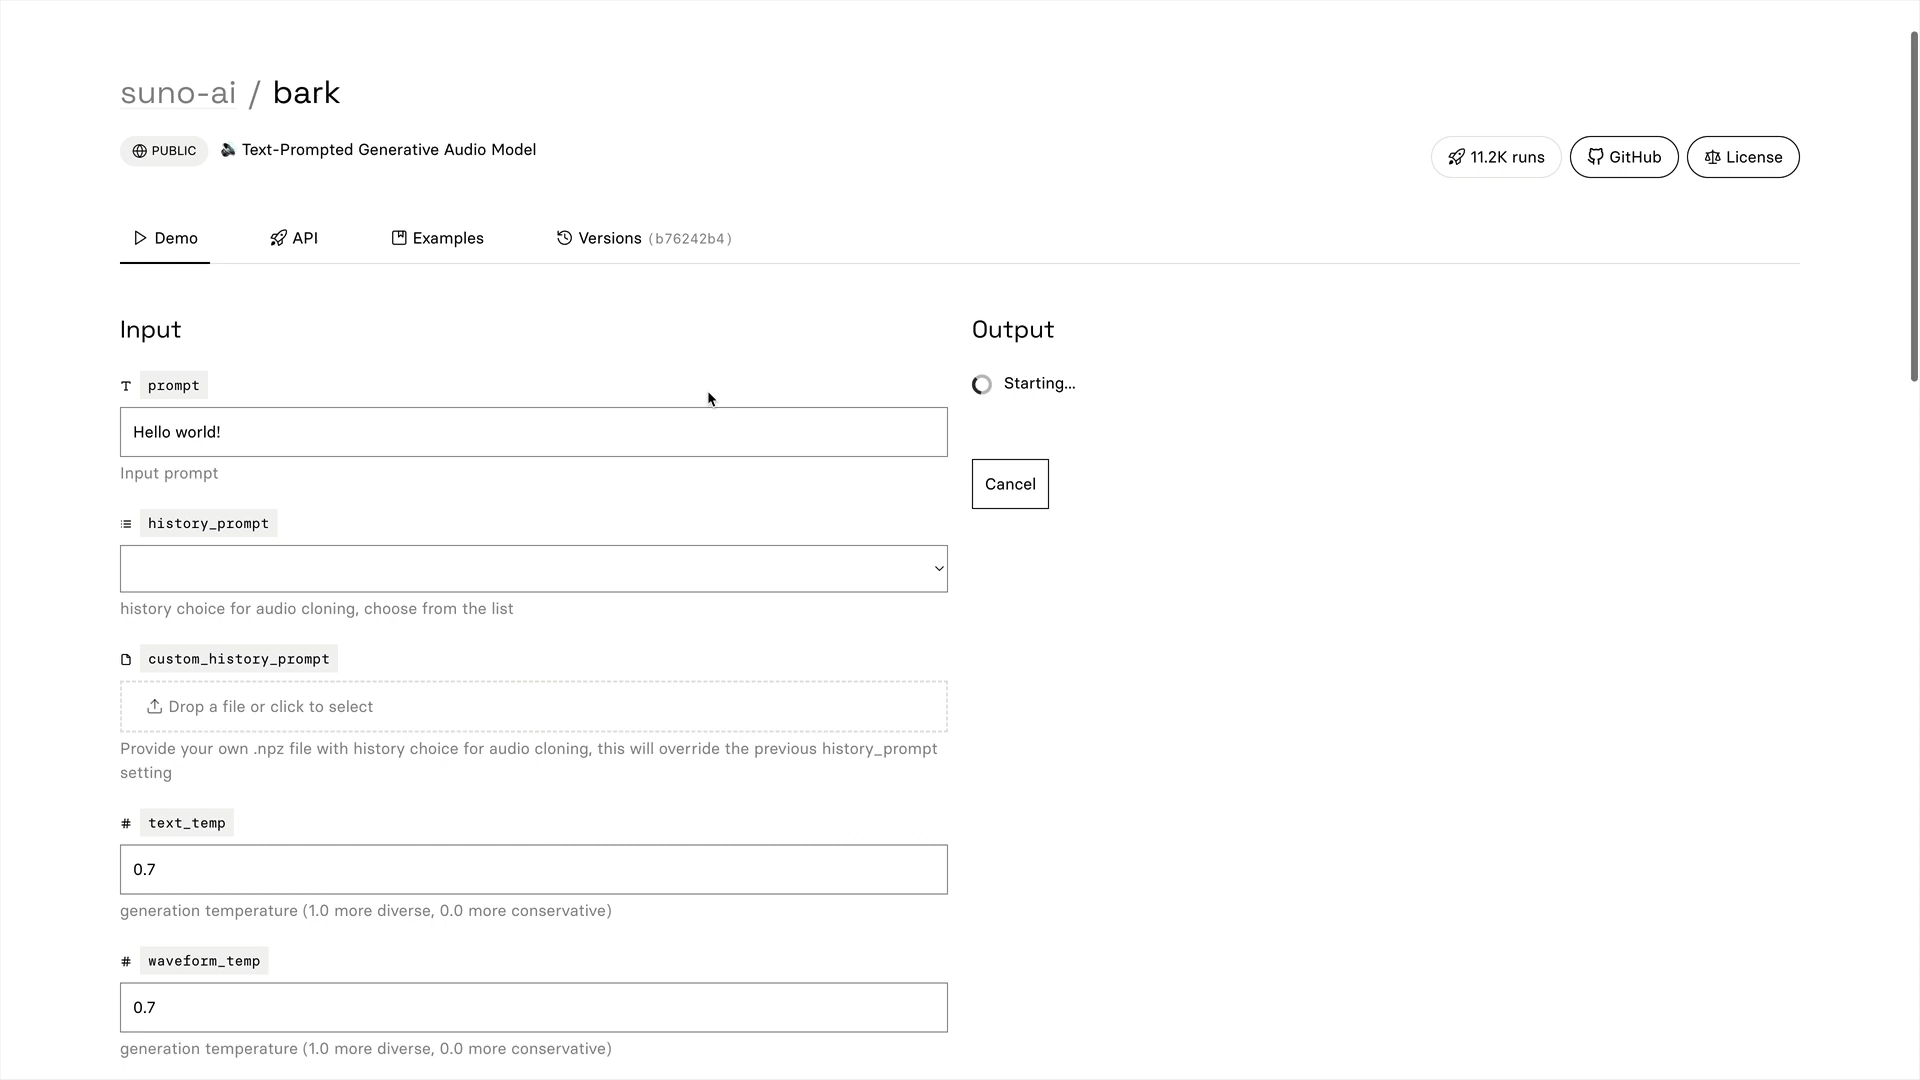 suno-ai / bark
PUBLIC
Text-Prompted Generative Audio Model
11.2K runs
GitHub
License
Demo
API
Examples
Versions (b76242b4)
Input
prompt
Hello world!
Input prompt
history_prompt
history choice for audio cloning, choose from the list
custom_history_prompt
Drop a file or click to select
Provide your own .npz file with history choice for audio cloning, this will override the previous history_prompt
setting
# text_temp
0.7
generation temperature (1.0 more diverse, 0.0 more conservative)
# waveform_temp
0.7
generation temperature (1.0 more diverse, 0.0 more conservative)
Output
Starting...
Cancel